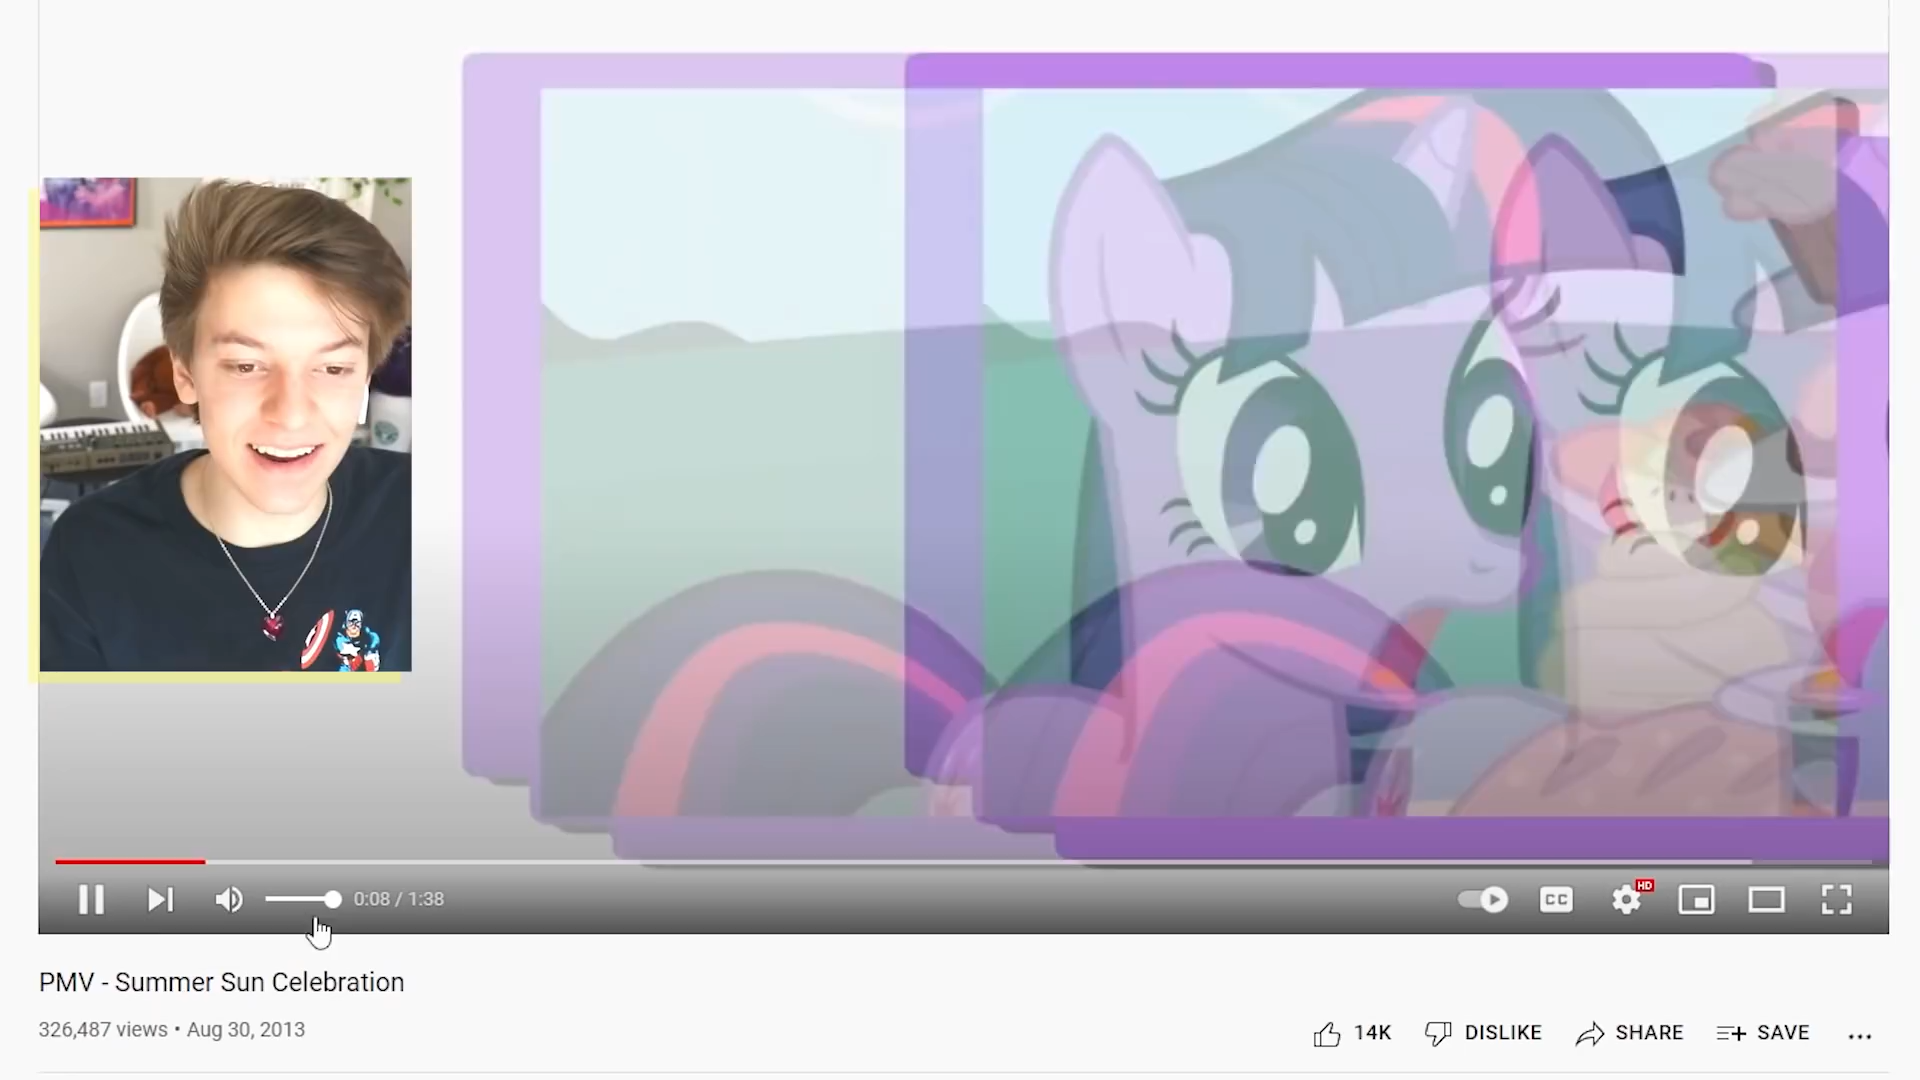 HD
0:08 / 1:38
CC
PMV - Summer Sun Celebration
326,487 views • Aug 30, 2013
14K DISLIKE SHARE SAVE